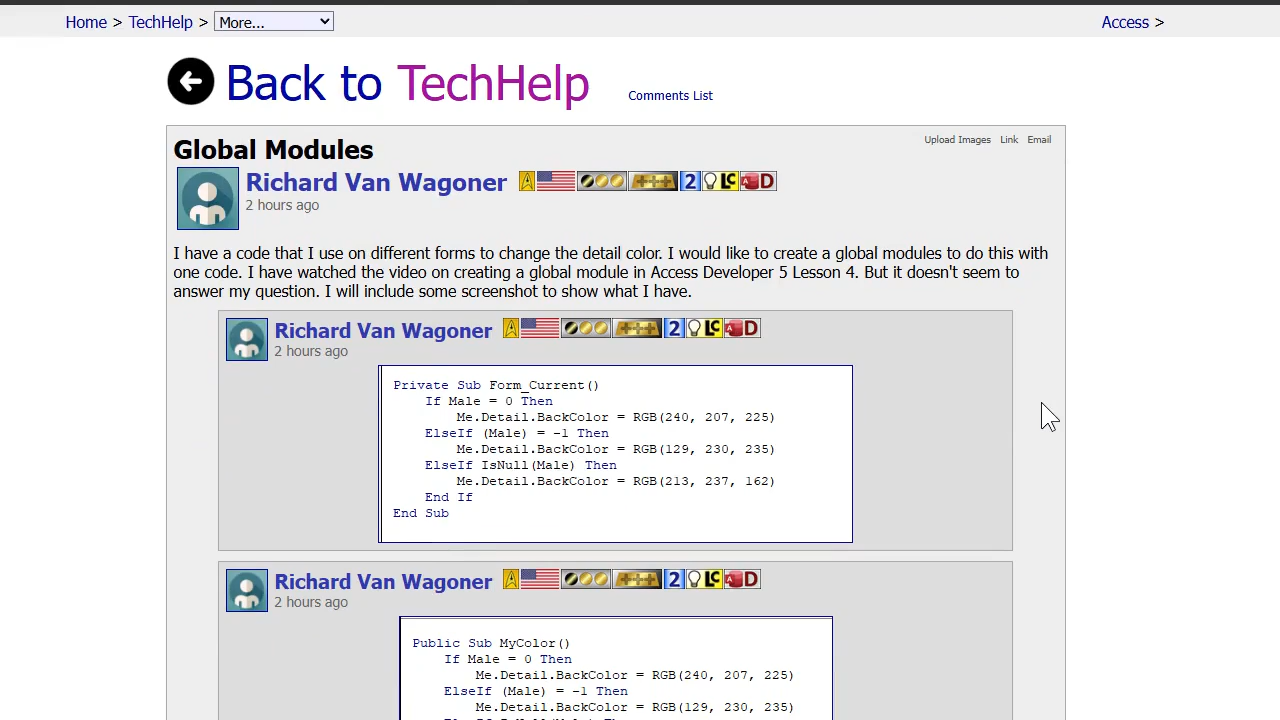 Home > TechHelp > More... Access >
Back to TechHelp Comments List
Global Modules Upload Images Link Email
Richard Van Wagoner 2 LC D
2 hours ago
I have a code that I use on different forms to change the detail color. I would like to create a global modules to do this with
one code. I have watched the video on creating a global module in Access Developer 5 Lesson 4. But it doesn't seem to
answer my question. I will include some screenshot to show what I have.
Richard Van Wagoner 2 LC D
2 hours ago
Private Sub Form_Current()
If Male = 0 Then
Me.Detail.BackColor = RGB(240, 207, 225)
ElseIf (Male) = -1 Then
Me.Detail.BackColor = RGB(129, 230, 235)
ElseIf IsNull(Male) Then
Me.Detail.BackColor = RGB(213, 237, 162)
End If
End Sub
Richard Van Wagoner 2 LC D
2 hours ago
Public Sub MyColor()
If Male = 0 Then
Me.Detail.BackColor = RGB(240, 207, 225)
ElseIf (Male) = -1 Then
Me.Detail.BackColor = RGB(129, 230, 235)